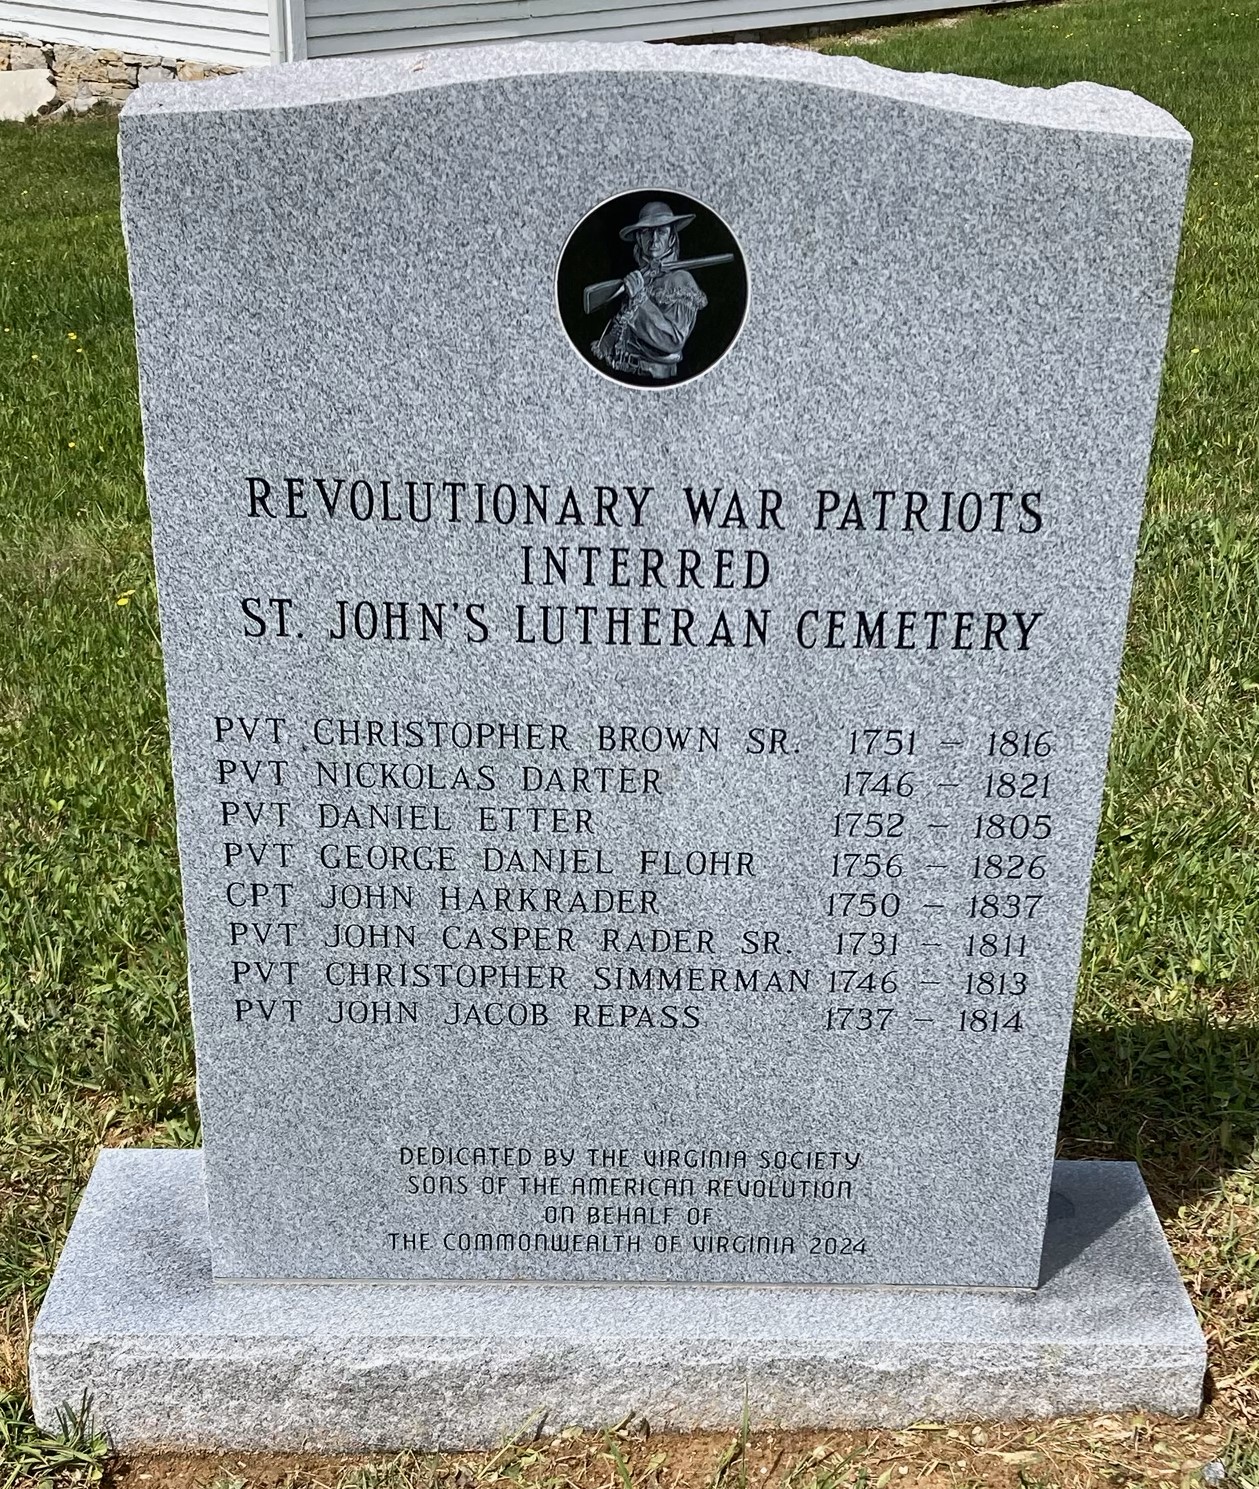 REVOLUTIONARY WAR PATRIOTS
INTERRED
ST. JOHN'S LUTHERAN CEMETERY
PVT CHRISTOPHER BROWN SR. 1751 – 1816
PVT NICKOLAS DARTER 1746 – 1821
PVT DANIEL ETTER 1752 – 1805
PVT GEORGE DANIEL FLOHR 1756 – 1826
CPT JOHN HARKRADER 1750 – 1837
PVT JOHN CASPER RADER SR. 1731 – 1811
PVT CHRISTOPHER SIMMERMAN 1746 – 1813
PVT JOHN JACOB REPASS 1737 – 1814
DEDICATED BY THE VIRGINIA SOCIETY
SONS OF THE AMERICAN REVOLUTION
ON BEHALF OF
THE COMMONWEALTH OF VIRGINIA 2024